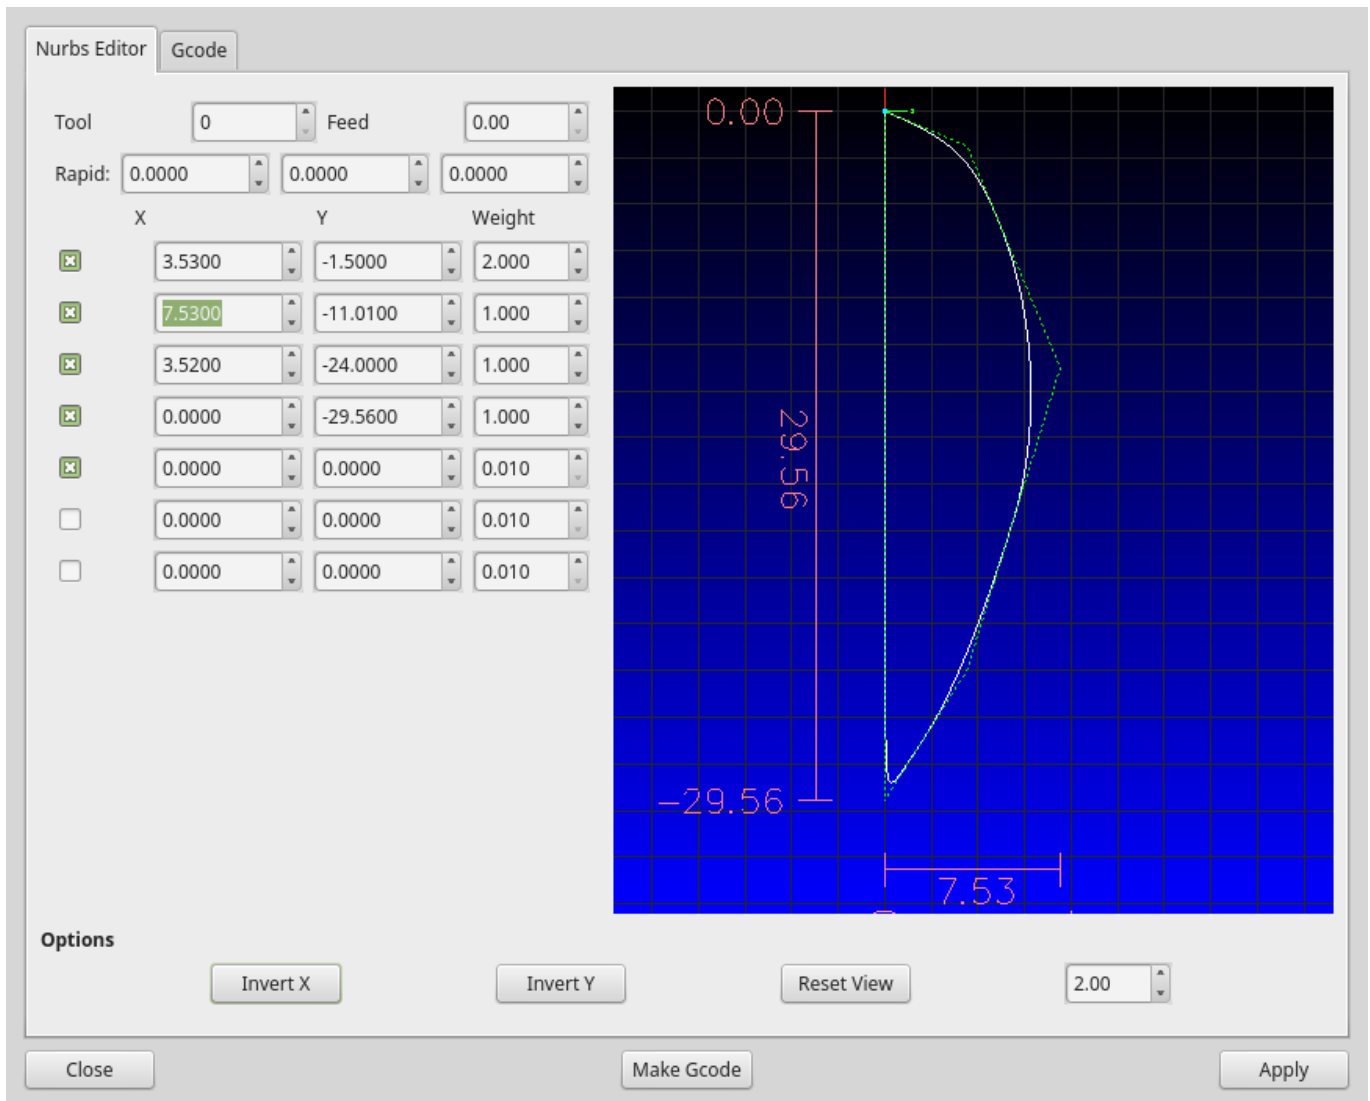 Nurbs Editor Gcode
Tool 0 Feed 0.00
Rapid: 0.0000 0.0000 0.0000
X Y Weight
3.5300 -1.5000 2.000
7.5300 -11.0100 1.000
3.5200 -24.0000 1.000
0.0000 -29.5600 1.000
0.0000 0.0000 0.010
0.0000 0.0000 0.010
0.0000 0.0000 0.010
0.00
29.56
-29.56
7.53
Options
Invert X Invert Y Reset View 2.00
Close Make Gcode Apply